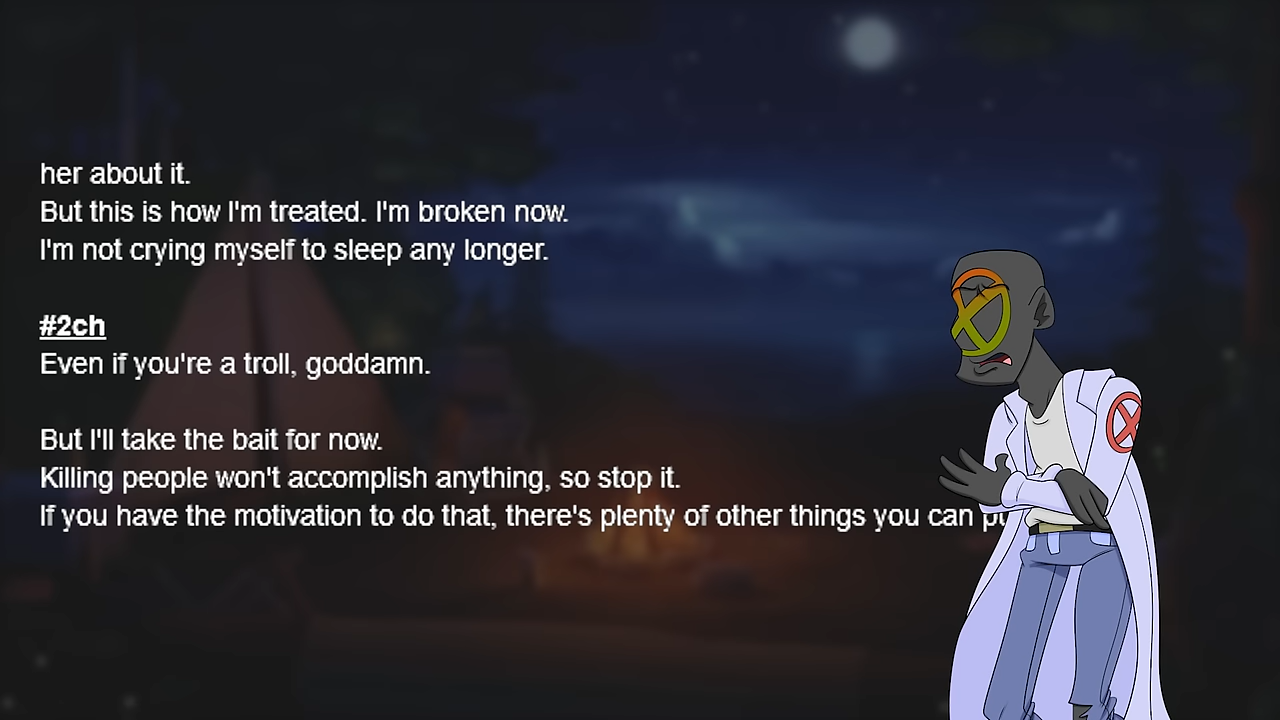 her about it.
But this is how I'm treated. I'm broken now.
I'm not crying myself to sleep any longer.
#2ch
Even if you're a troll, goddamn.
But I'll take the bait for now.
Killing people won't accomplish anything, so stop it.
If you have the motivation to do that, there's plenty of other things you can